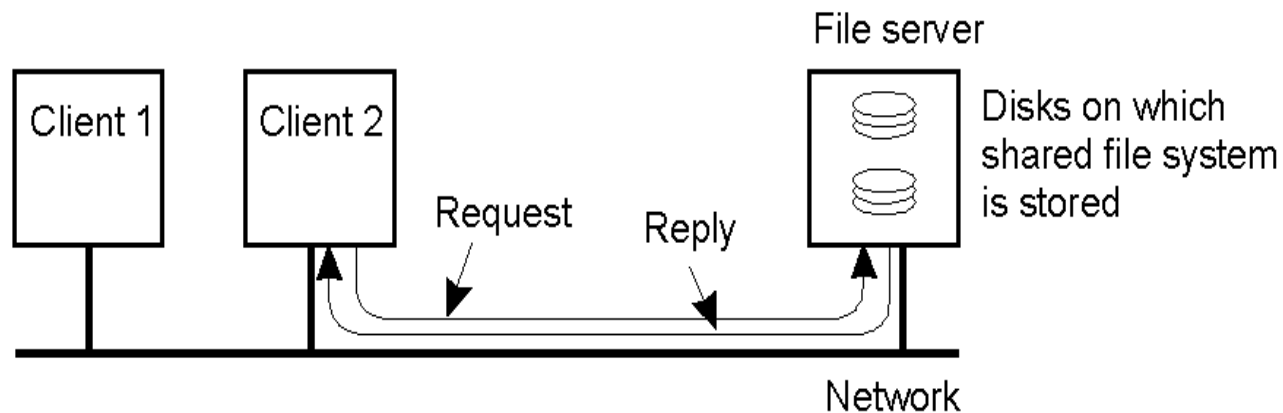 File server
Client 1
Client 2
Disks on which
shared file system
is stored
Request
Reply
Network